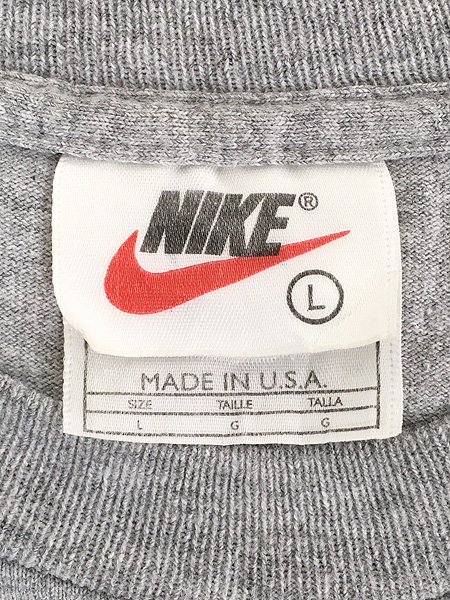 NIKE®
L
MADE IN U.S.A.
SIZE TAILLE TALLA
L G G